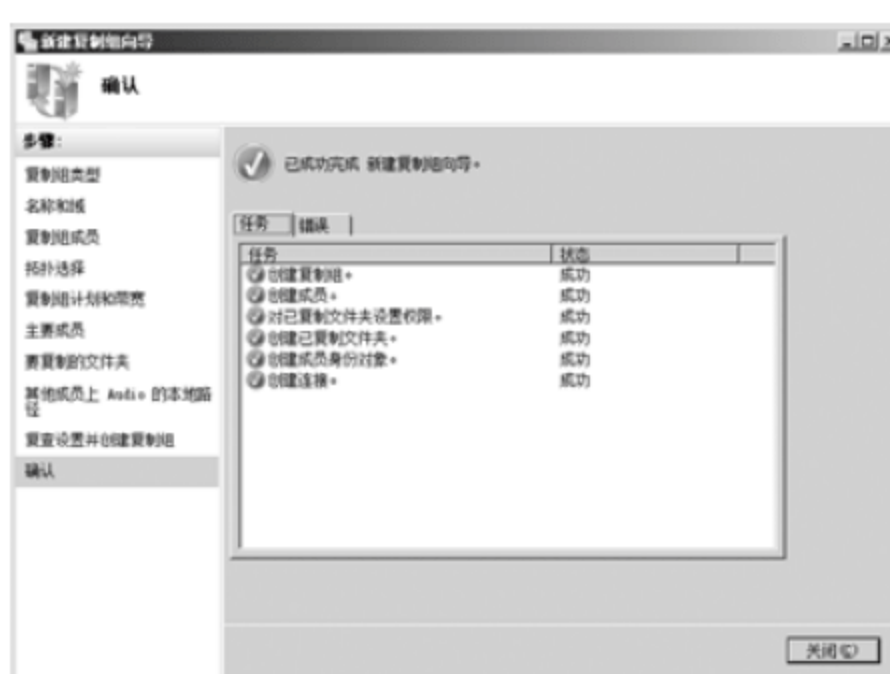 新建复制组向导
确认
步骤:
复制组类型
名称和域
复制组成员
拓扑选择
复制组计划和带宽
主要成员
要复制的文件夹
其他成员上 Audio 的本地路
径
复查设置并创建复制组
确认
已成功完成 新建复制组向导。
任务 错误
任务 状态
创建复制组。 成功
创建成员。 成功
对已复制文件夹设置权限。 成功
创建已复制文件夹。 成功
创建成员身份对象。 成功
创建连接。 成功
关闭(C)